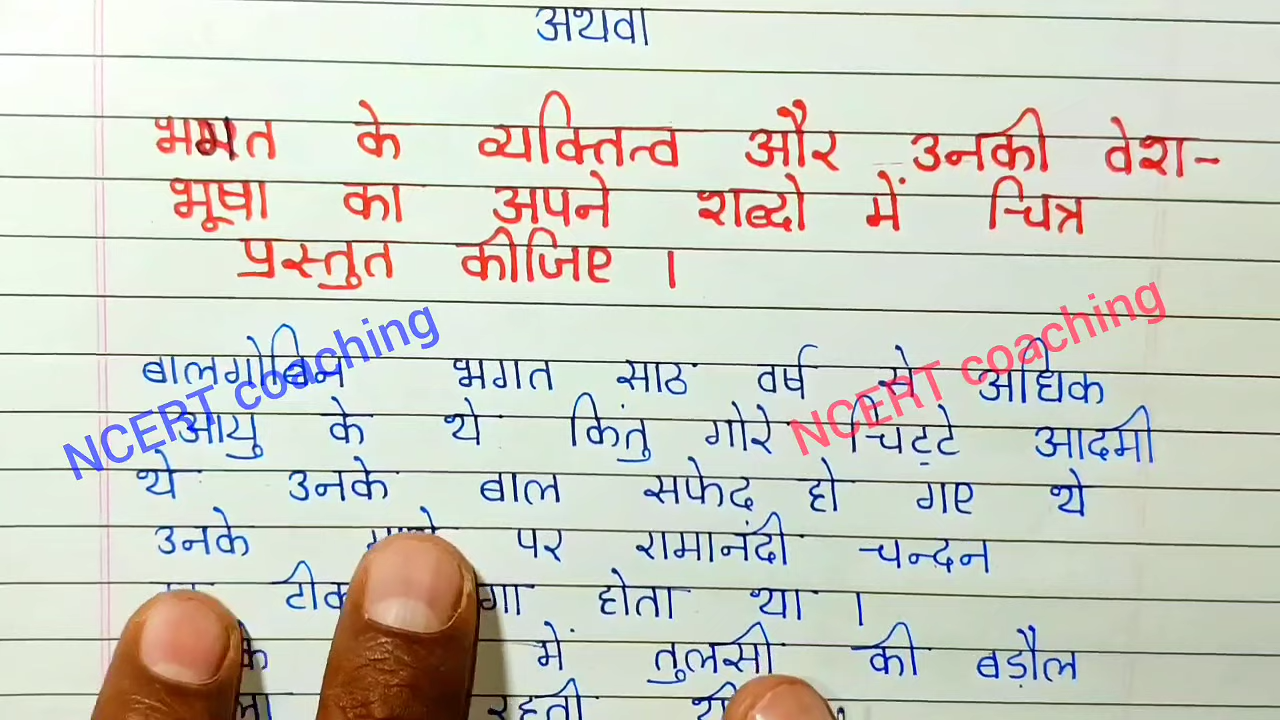 अथवा
भगत के व्यक्तित्व और उनकी वेश-
भूषा का अपने शब्दो में चित्र
प्रस्तुत कीजिए ।
NCERT coaching
NCERT coaching
बालगोबिन भगत साठ वर्ष से अधिक
आयु के थे किंतु गोरे चिट्टे आदमी
थे उनके बाल सफेद हो गए थे
उनके पर रामानंदी चन्दन
होता था ।
में तुलसी की बड़ौल
रहती